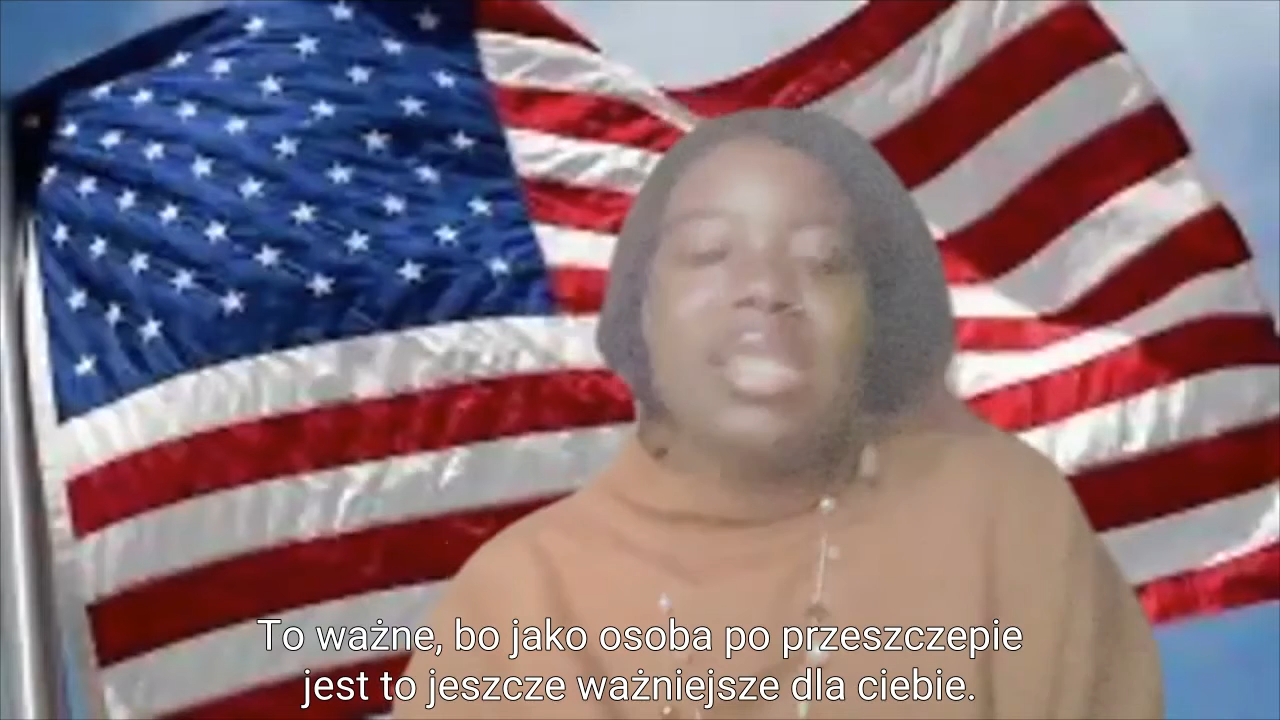 To ważne, bo jako osoba po przeszczepie
jest to jeszcze ważniejsze dla ciebie.